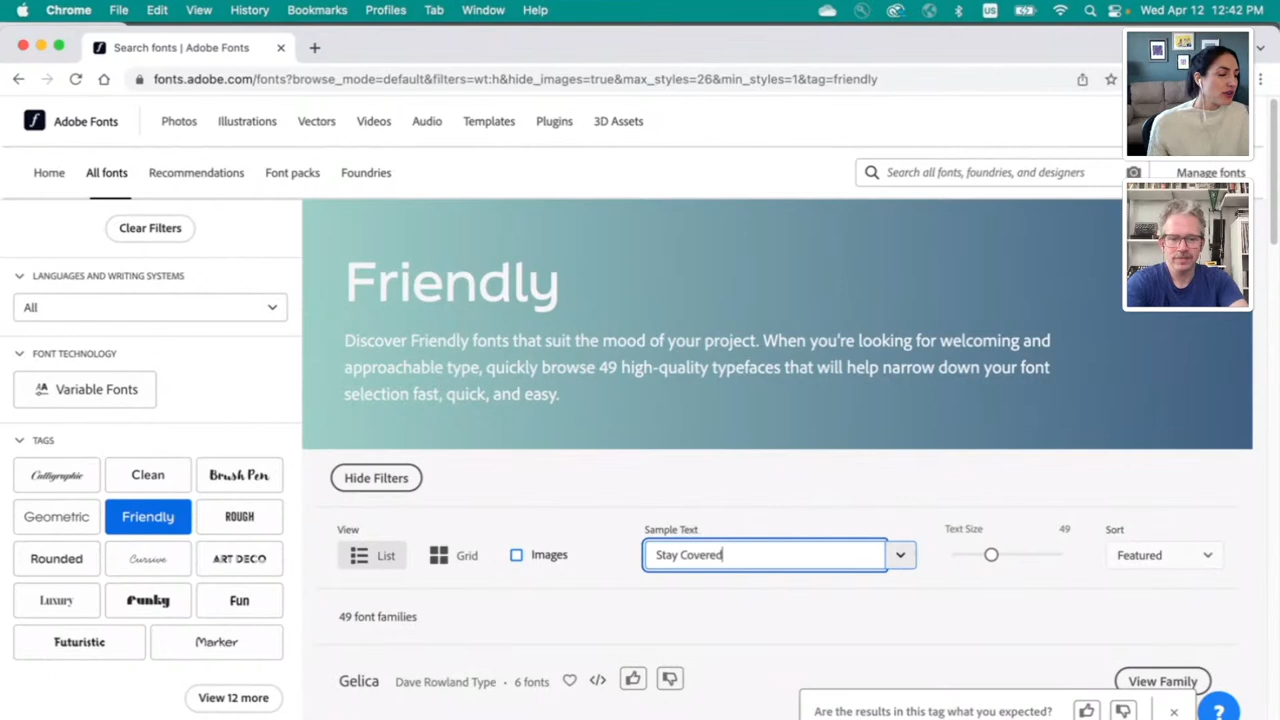 Chrome File Edit View History Bookmarks Profiles Tab Window Help US Wed Apr 12 12:42 PM
Search fonts | Adobe Fonts
fonts.adobe.com/fonts?browse_mode=default&filters=wt:h&hide_images=true&max_styles=26&min_styles=1&tag=friendly
Adobe Fonts Photos Illustrations Vectors Videos Audio Templates Plugins 3D Assets
Home All fonts Recommendations Font packs Foundries Search all fonts, foundries, and designers Manage fonts
Clear Filters
LANGUAGES AND WRITING SYSTEMS
All
FONT TECHNOLOGY
Variable Fonts
TAGS
Calligraphic Clean Brush Pen
Geometric Friendly ROUGH
Rounded Cursive ART DECO
Luxury Funky Fun
Futuristic Marker
View 12 more
Friendly
Discover Friendly fonts that suit the mood of your project. When you're looking for welcoming and
approachable type, quickly browse 49 high-quality typefaces that will help narrow down your font
selection fast, quick, and easy.
Hide Filters
View Sample Text Text Size 49 Sort
List Grid Images Stay Covered Featured
49 font families
Gelica Dave Rowland Type • 6 fonts View Family
Are the results in this tag what you expected? ?